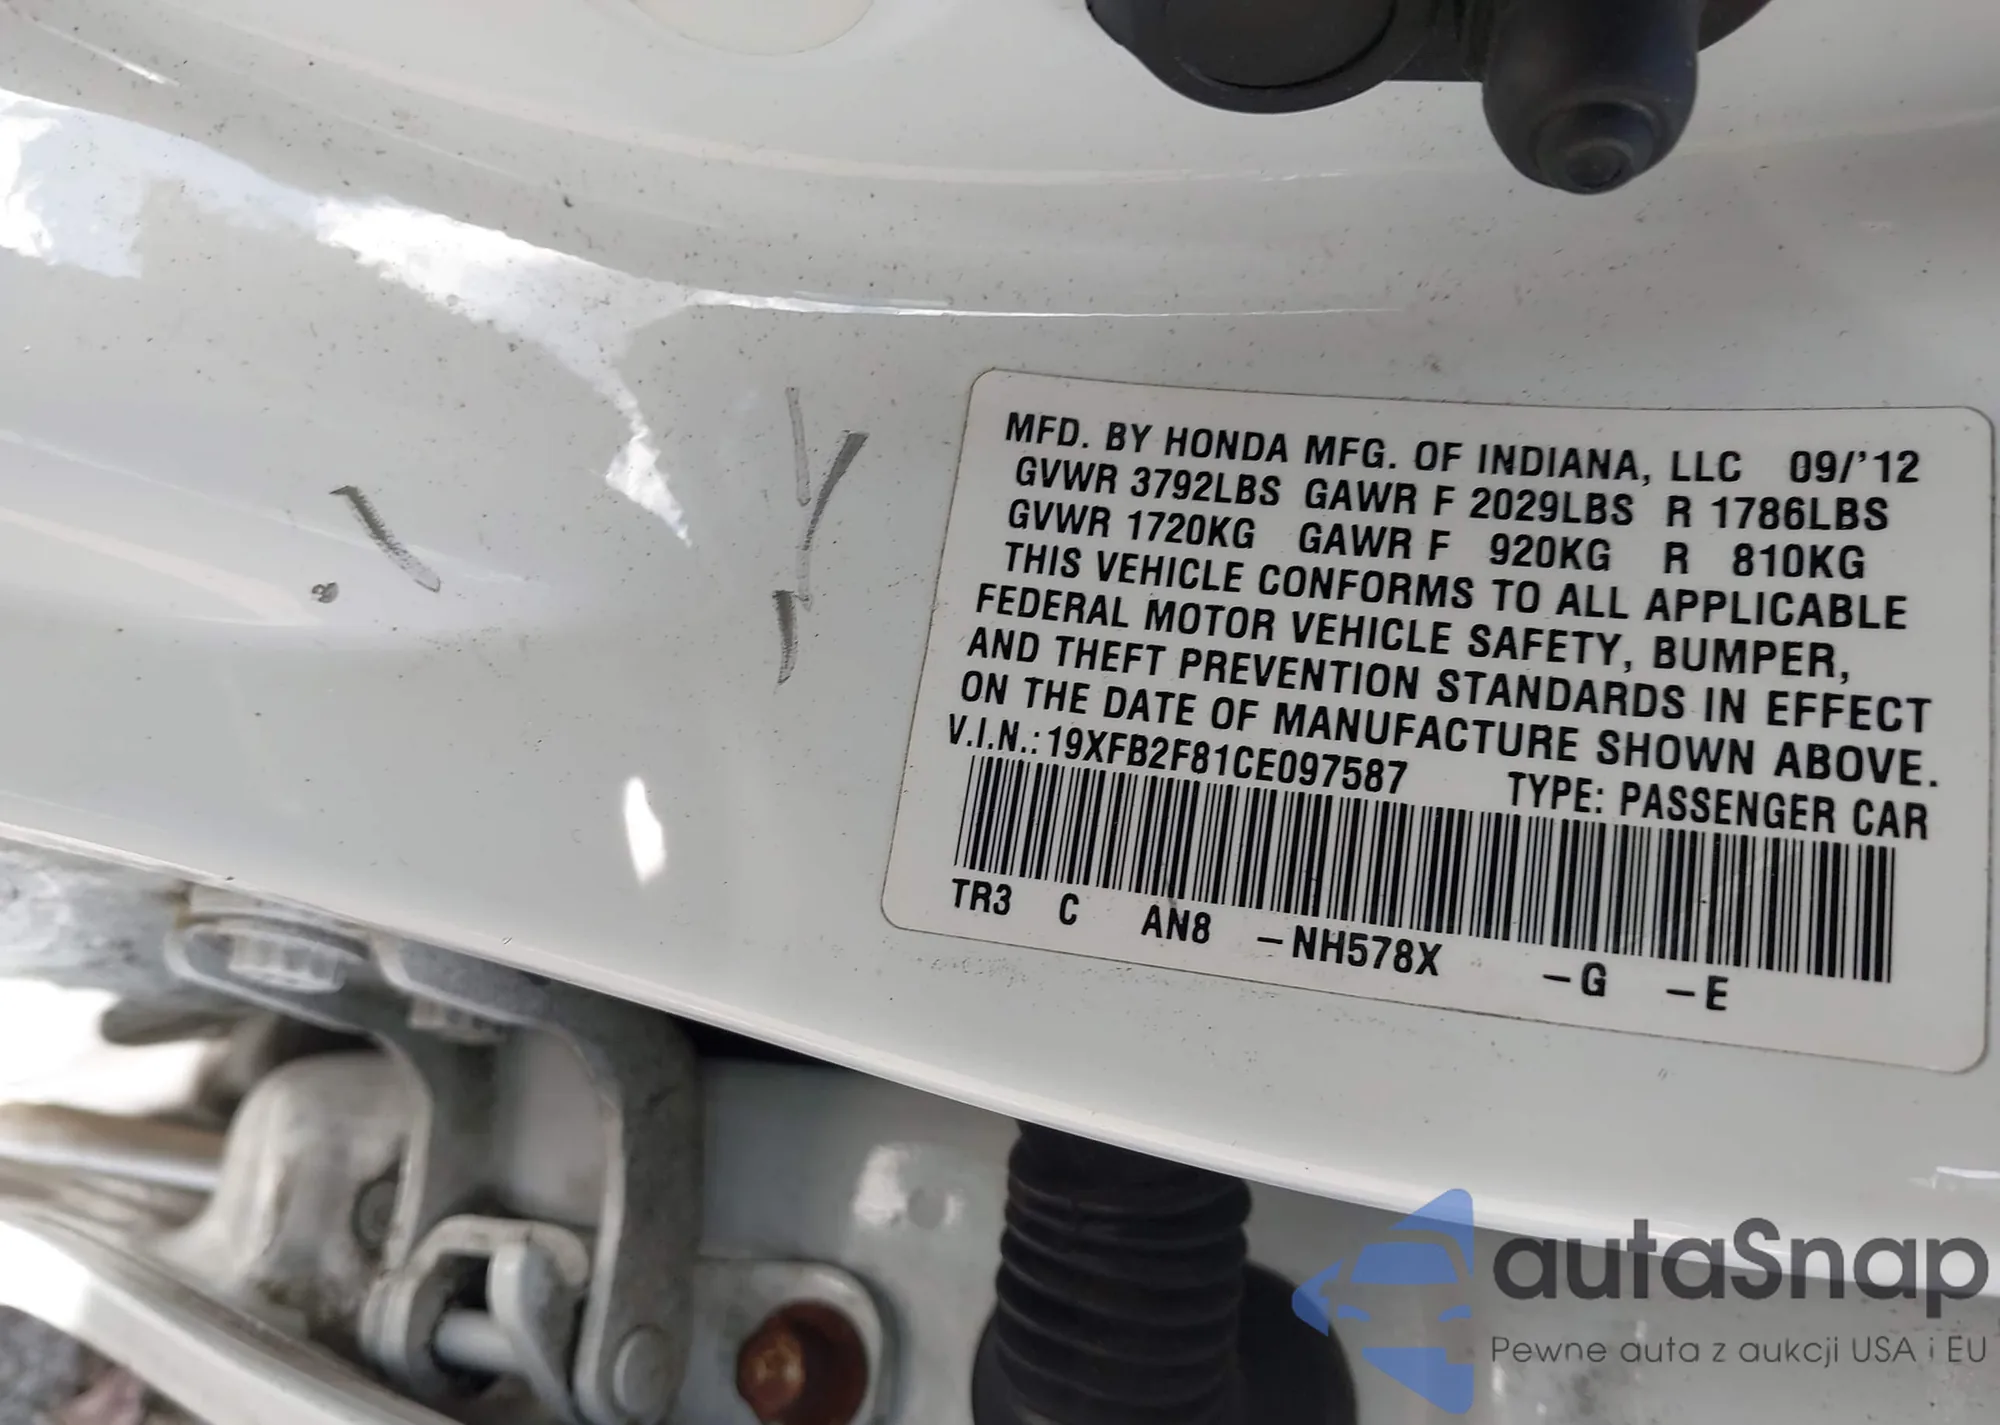 MFD. BY HONDA MFG. OF INDIANA, LLC 09/'12
GVWR 3792LBS GAWR F 2029LBS R 1786LBS
GVWR 1720KG GAWR F 920KG R 810KG
THIS VEHICLE CONFORMS TO ALL APPLICABLE
FEDERAL MOTOR VEHICLE SAFETY, BUMPER,
AND THEFT PREVENTION STANDARDS IN EFFECT
ON THE DATE OF MANUFACTURE SHOWN ABOVE.
V.I.N.: 19XFB2F81CE097587 TYPE: PASSENGER CAR
TR3 C AN8 –NH578X –G –E
autaSnap
Pewne auta z aukcji USA i EU